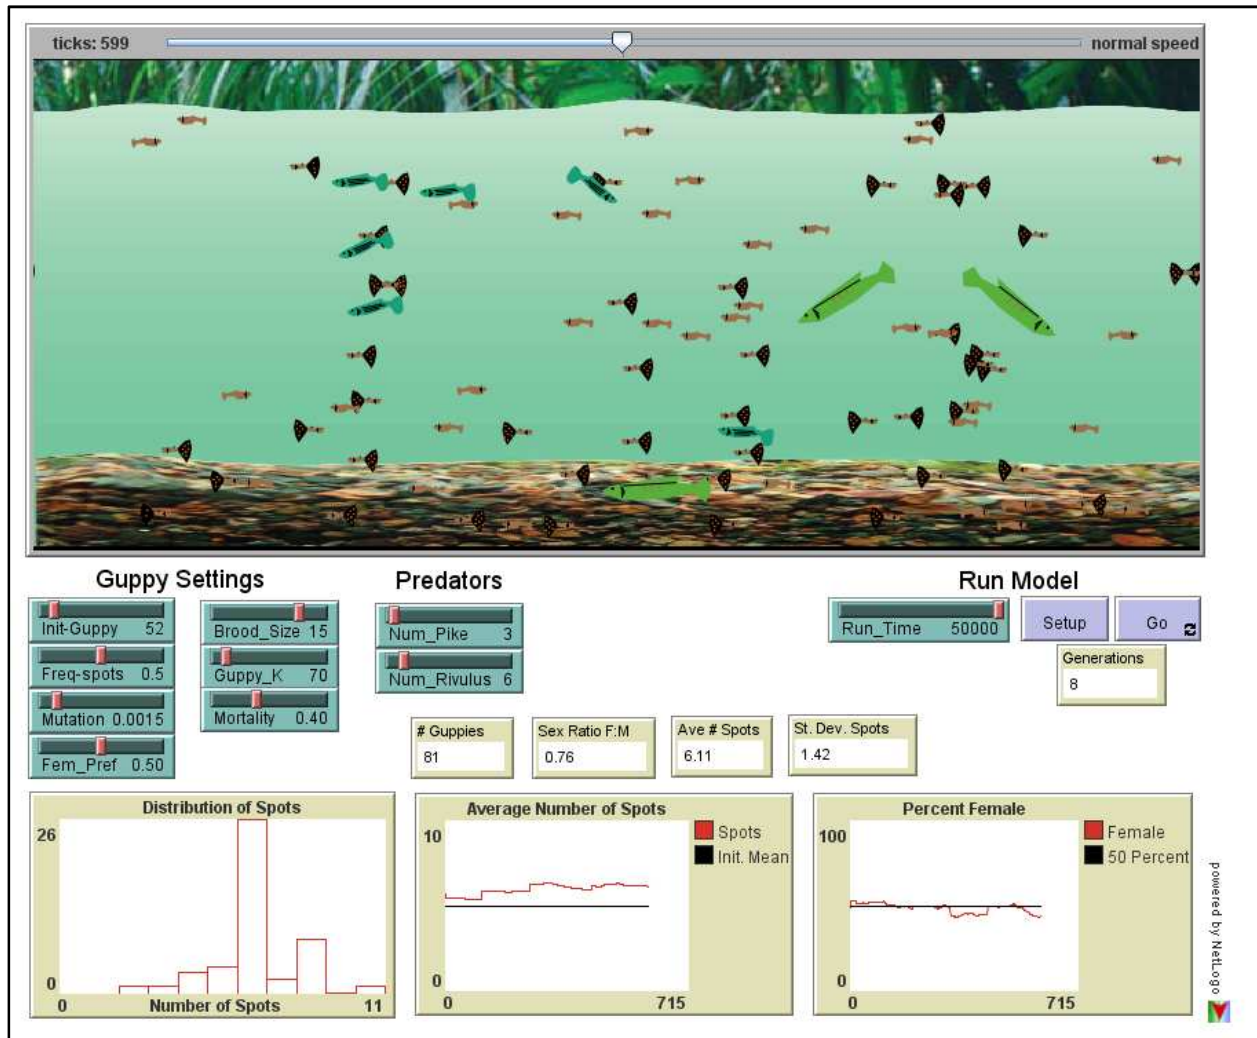 ticks: 599 normal speed
Guppy Settings Predators Run Model
Init-Guppy 52 Brood_Size 15 Num_Pike 3 Run_Time 50000 Setup Go
Freq-spots 0.5 Guppy_K 70 Num_Rivulus 6 Generations
8
Mutation 0.0015 Mortality 0.40
Fem_Pref 0.50
# Guppies Sex Ratio F:M Ave # Spots St. Dev. Spots
81 0.76 6.11 1.42
Distribution of Spots
26
0
0 Number of Spots 11
Average Number of Spots
10 Spots
Init. Mean
0
0 715
Percent Female
100 Female
50 Percent
0
0 715
powered by NetLogo